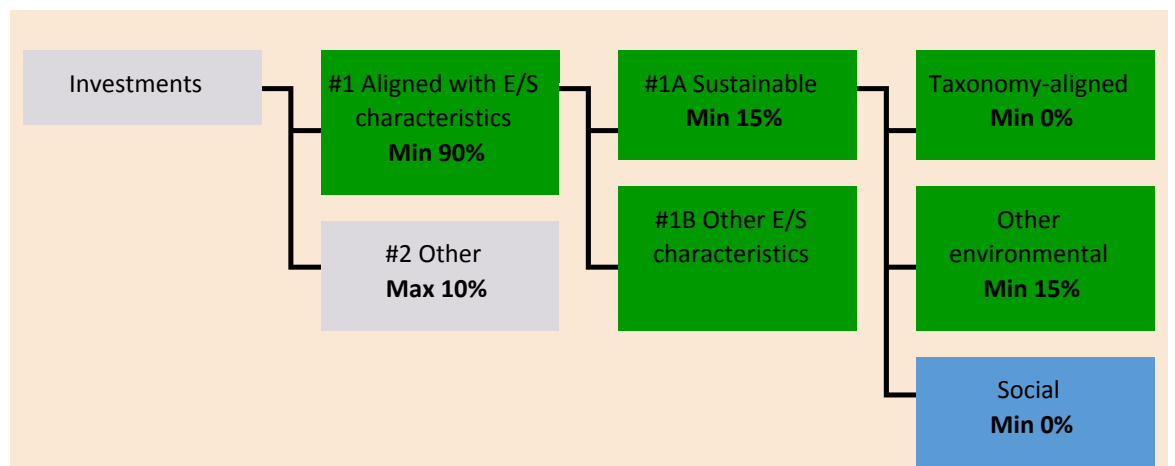 Investments
#1 Aligned with E/S
characteristics
Min 90%
#2 Other
Max 10%
#1A Sustainable
Min 15%
#1B Other E/S
characteristics
Taxonomy-aligned
Min 0%
Other
environmental
Min 15%
Social
Min 0%